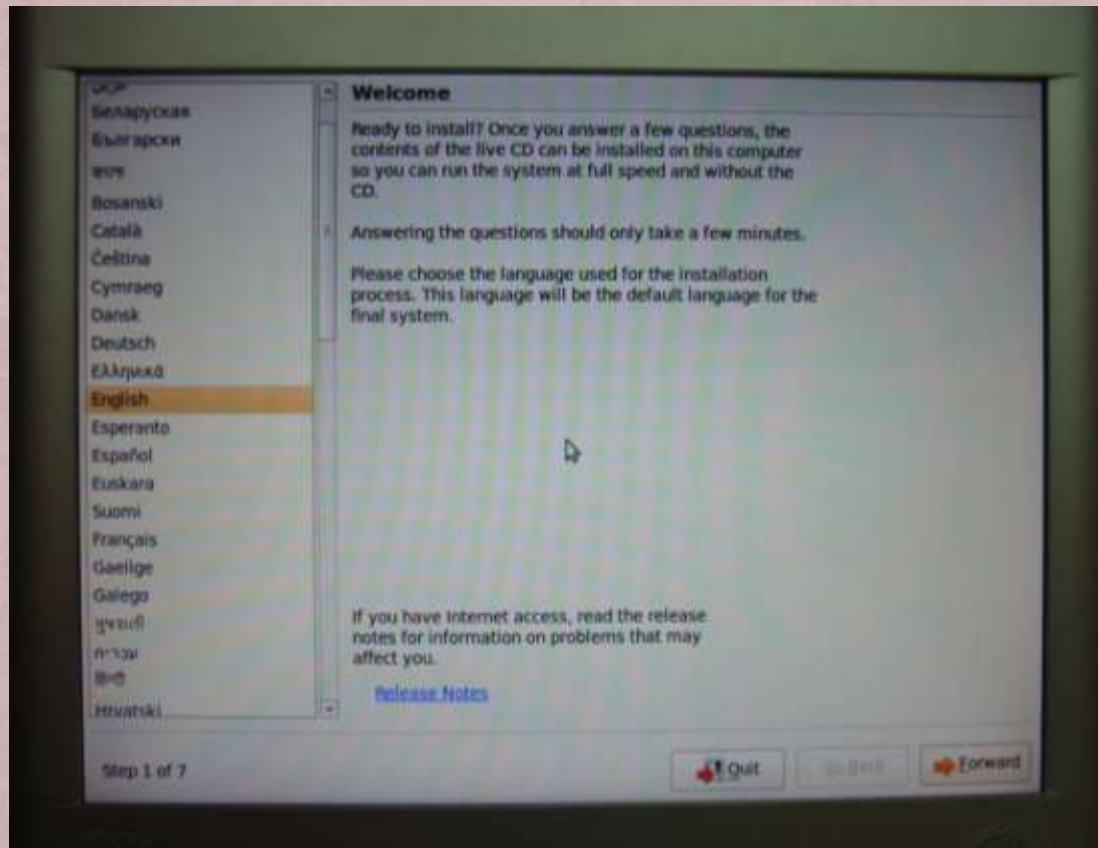 Беларуская
Български
Bosanski
Català
Čeština
Cymraeg
Dansk
Deutsch
Ελληνικά
English
Esperanto
Español
Euskara
Suomi
Français
Gaeilge
Galego
ગુજરાતી
עברית
हिन्दी
Hrvatski
Welcome
Ready to install? Once you answer a few questions, the
contents of the live CD can be installed on this computer
so you can run the system at full speed and without the
CD.
Answering the questions should only take a few minutes.
Please choose the language used for the installation
process. This language will be the default language for the
final system.
If you have Internet access, read the release
notes for information on problems that may
affect you.
Release Notes
Step 1 of 7
Quit
Go Back
Forward